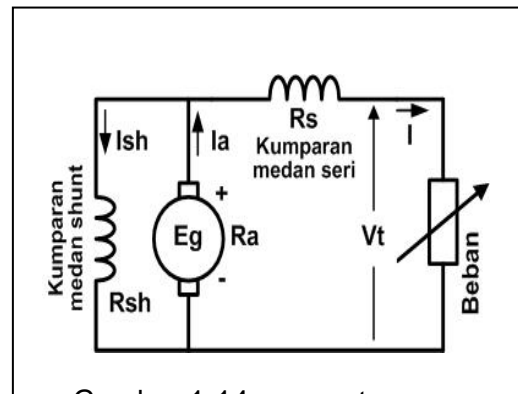 Rs
Kumparan
medan seri
Ish
Ia
I
Kumparan
medan shunt
+
Eg
Ra
-
Rsh
Vt
Beban